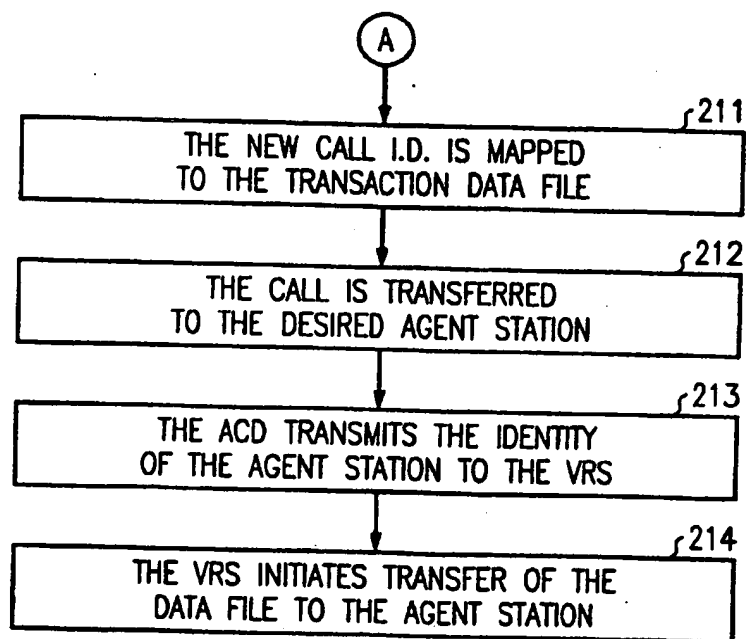 A
211
THE NEW CALL I.D. IS MAPPED
TO THE TRANSACTION DATA FILE
212
THE CALL IS TRANSFERRED
TO THE DESIRED AGENT STATION
213
THE ACD TRANSMITS THE IDENTITY
OF THE AGENT STATION TO THE VRS
214
THE VRS INITIATES TRANSFER OF THE
DATA FILE TO THE AGENT STATION